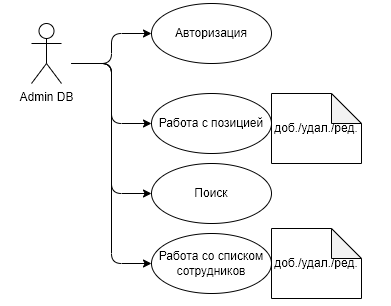 Авторизация
Admin DB
Работа с позицией
доб./удал./ред.
Поиск
Работа со списком
сотрудников
доб./удал./ред.